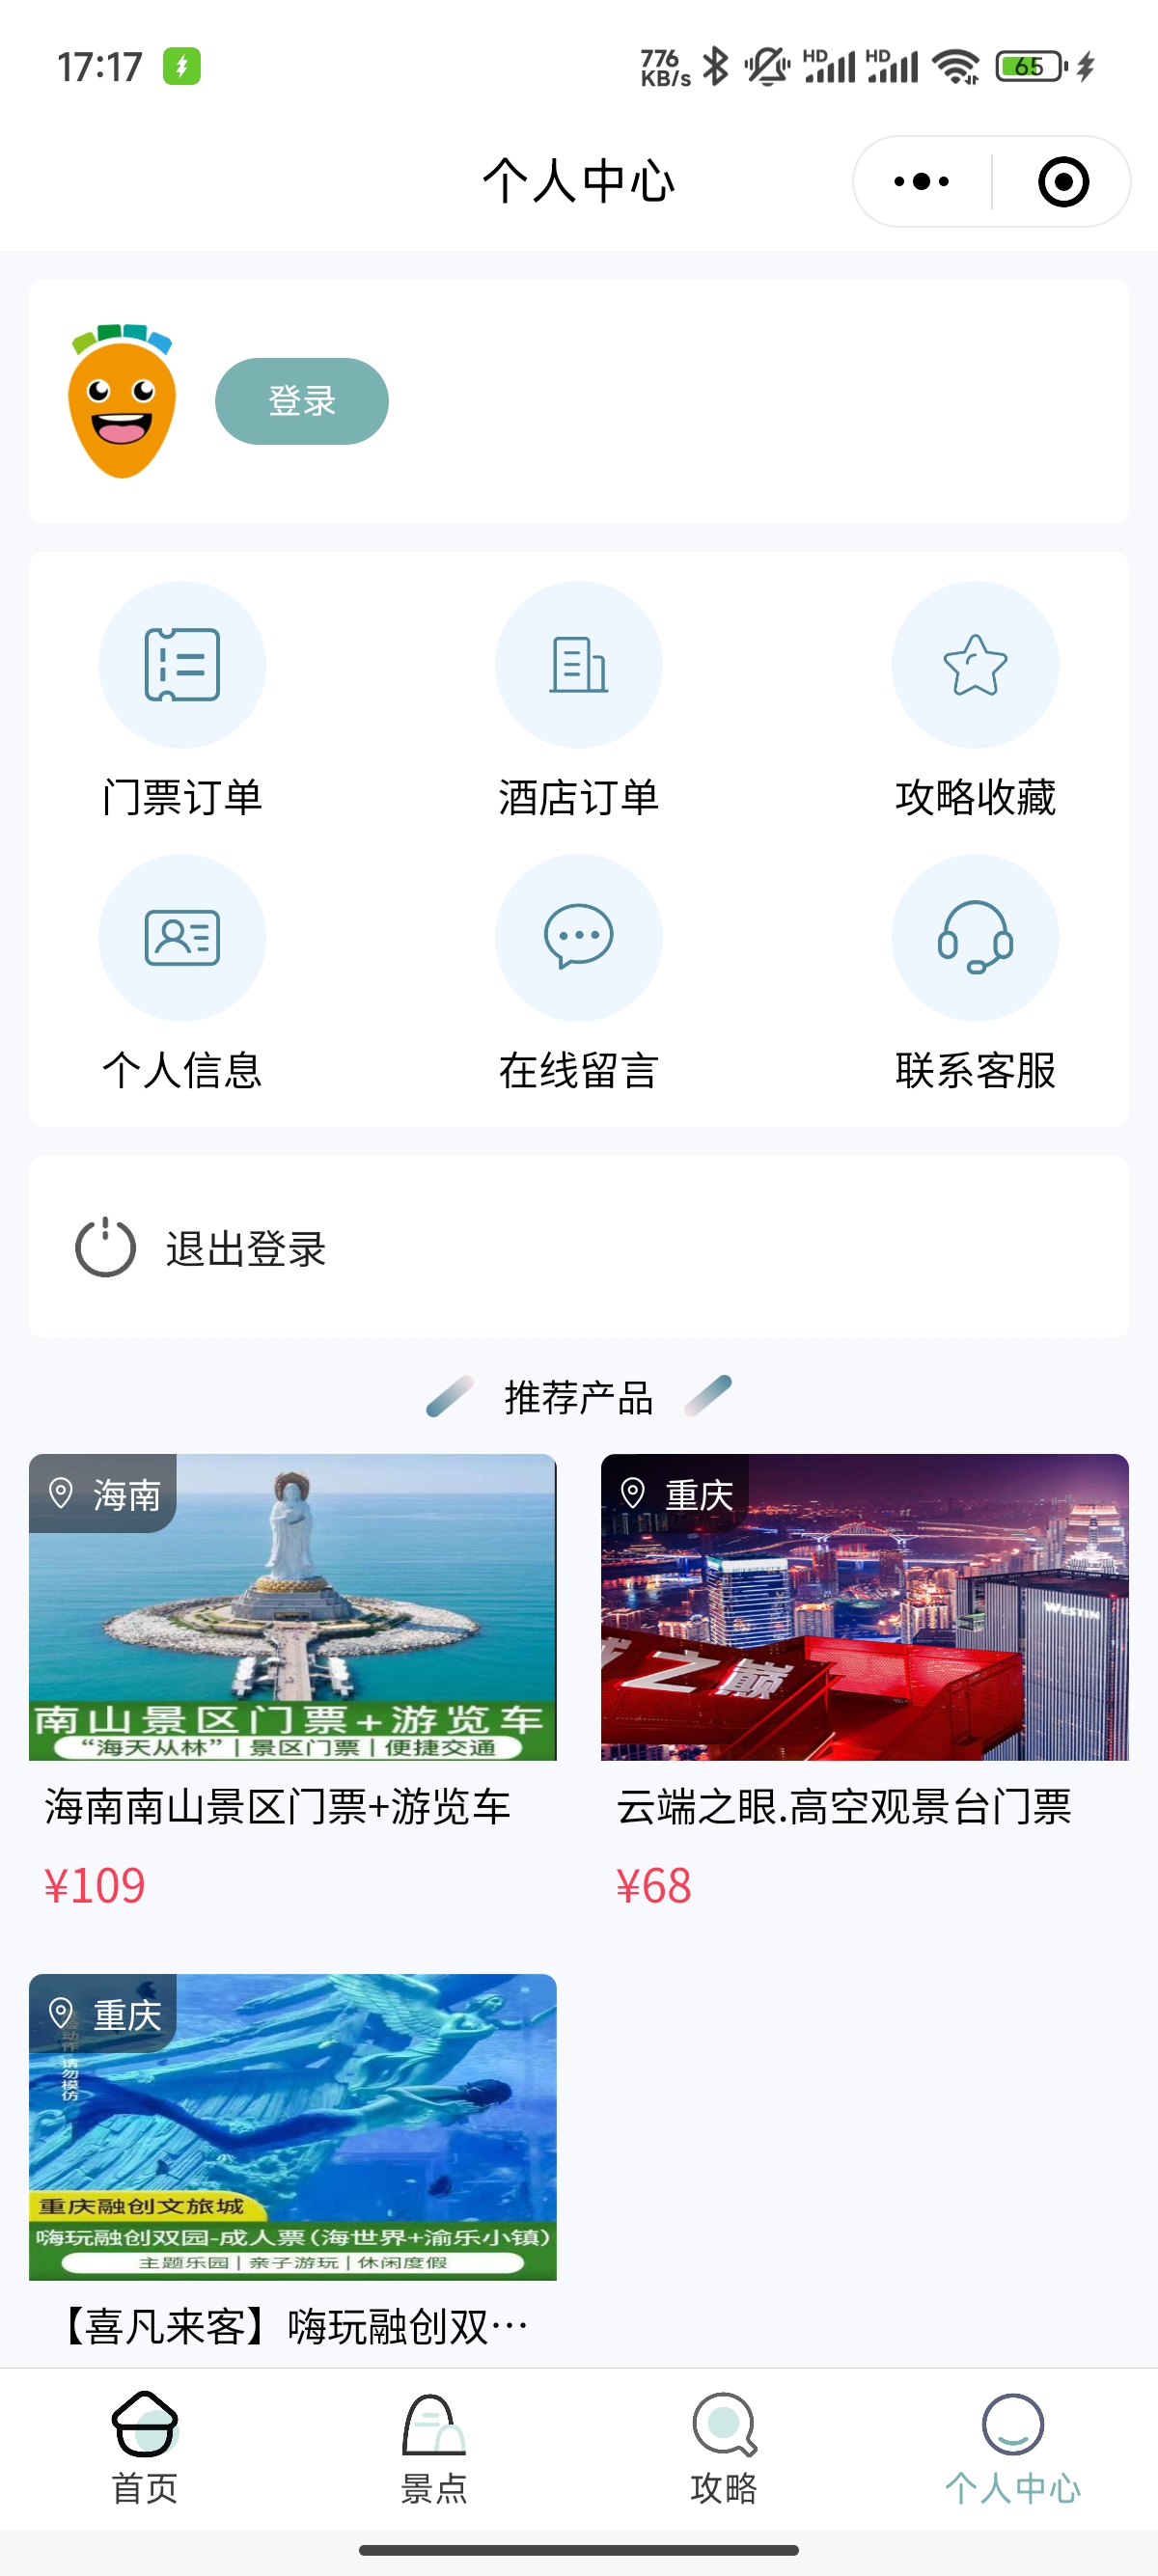 17:17
776 KB/s HD HD 65
个人中心
登录
门票订单 酒店订单 攻略收藏
个人信息 在线留言 联系客服
退出登录
推荐产品
海南
南山景区门票+游览车
“海天丛林”|景区门票|便捷交通
海南南山景区门票+游览车
¥109
重庆
之巅
WESTIN
云端之眼.高空观景台门票
¥68
重庆
动作 请勿模仿
重庆融创文旅城
嗨玩融创双园-成人票(海世界+渝乐小镇)
主题乐园|亲子游玩|休闲度假
【喜凡来客】嗨玩融创双…
首页 景点 攻略 个人中心